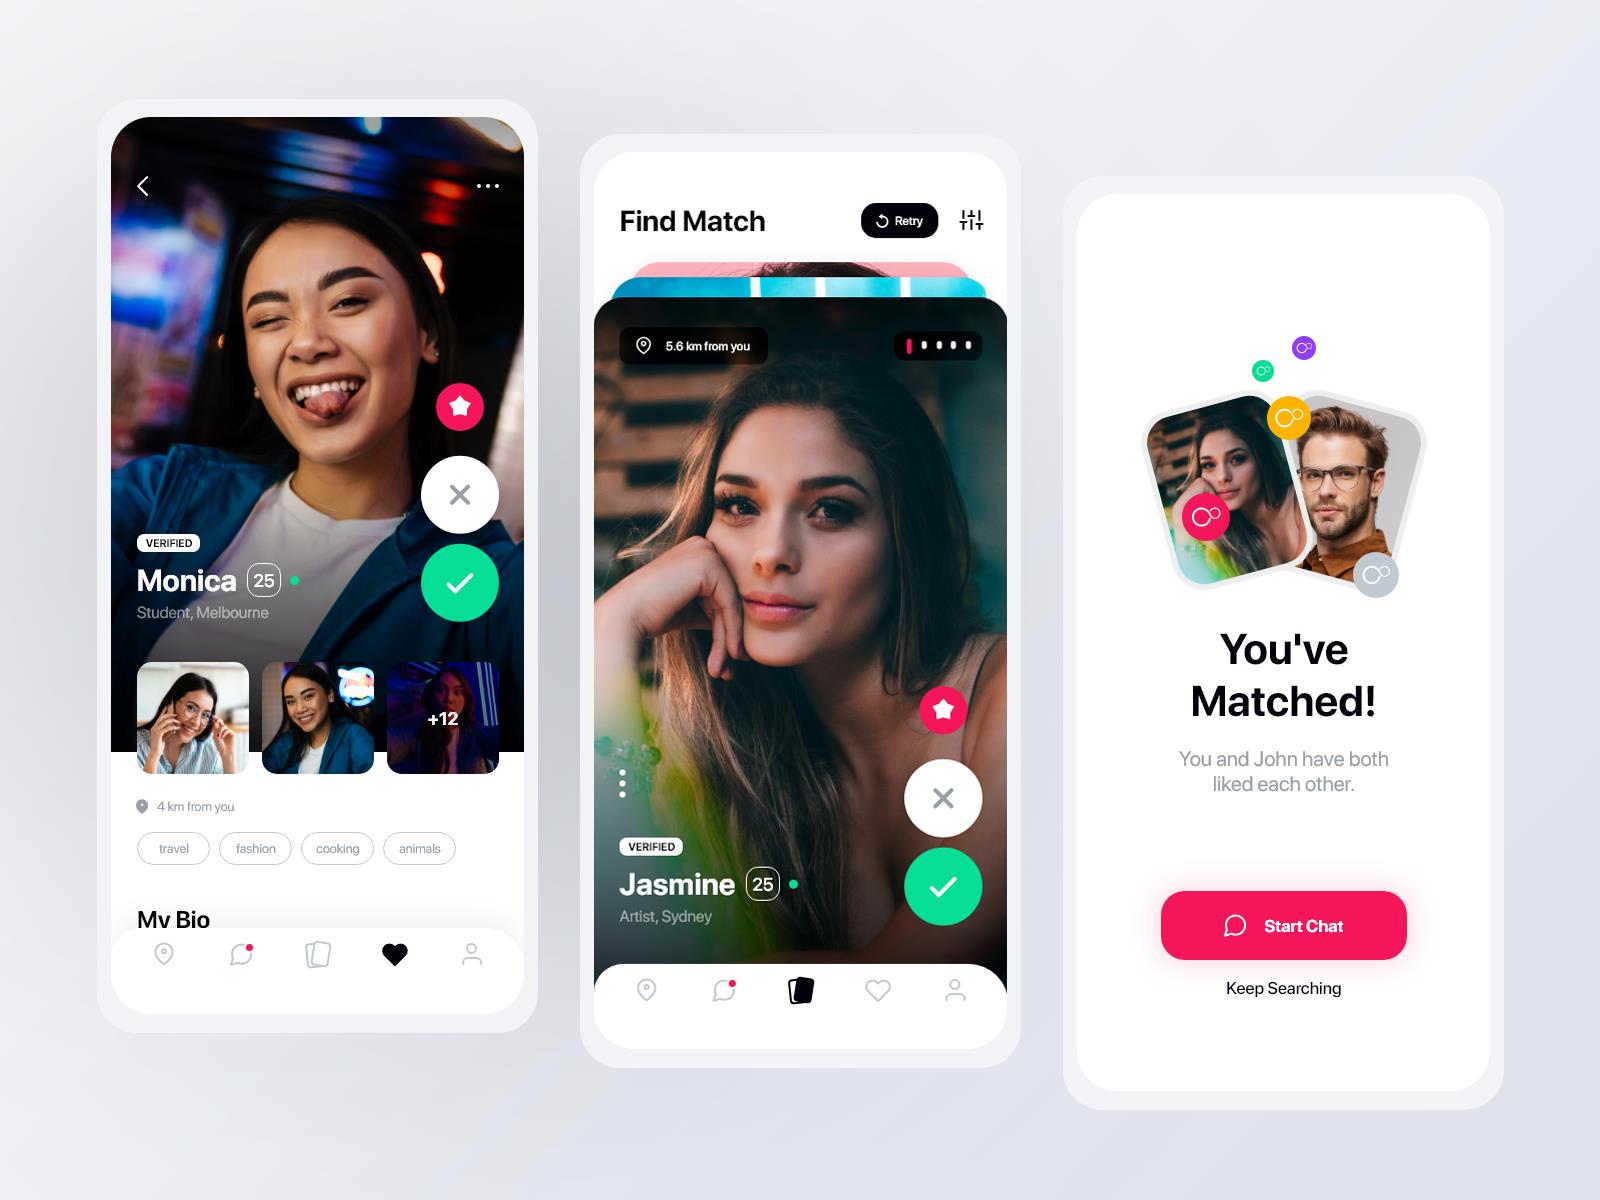 VERIFIED
Monica 25
Student, Melbourne
+12
4 km from you
travel fashion cooking animals
My Bio
Find Match
Retry
5.6 km from you
VERIFIED
Jasmine 25
Artist, Sydney
You've
Matched!
You and John have both
liked each other.
Start Chat
Keep Searching